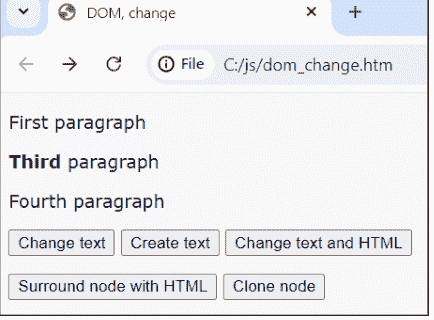 DOM, change
File C:/js/dom_change.htm
First paragraph
Third paragraph
Fourth paragraph
Change text Create text Change text and HTML
Surround node with HTML Clone node